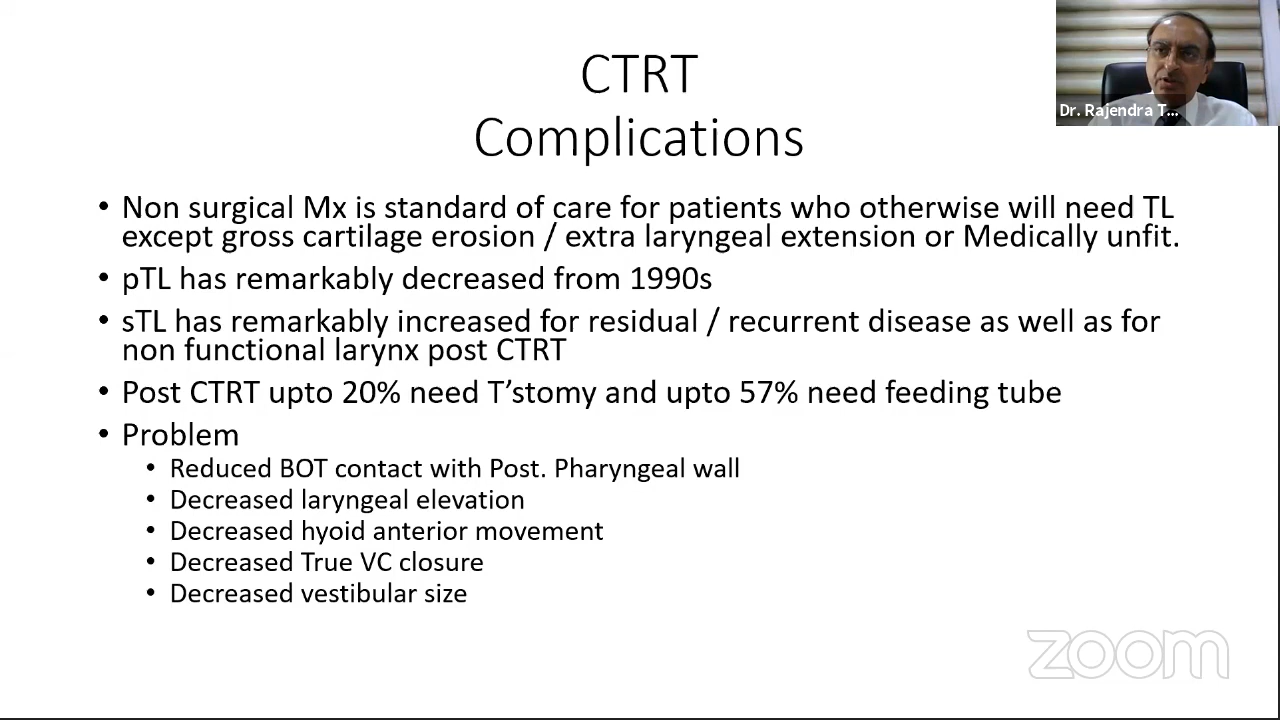 CTRT
Complications
Dr. Rajendra T...
• Non surgical Mx is standard of care for patients who otherwise will need TL
except gross cartilage erosion / extra laryngeal extension or Medically unfit.
• pTL has remarkably decreased from 1990s
• sTL has remarkably increased for residual / recurrent disease as well as for
non functional larynx post CTRT
• Post CTRT upto 20% need T’stomy and upto 57% need feeding tube
• Problem
• Reduced BOT contact with Post. Pharyngeal wall
• Decreased laryngeal elevation
• Decreased hyoid anterior movement
• Decreased True VC closure
• Decreased vestibular size
zoom